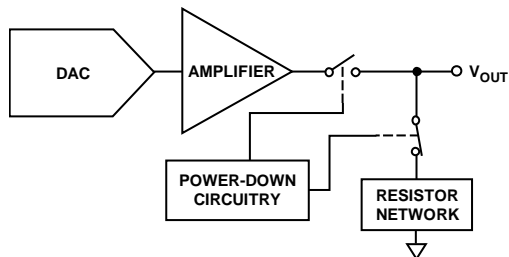 DAC
AMPLIFIER
VOUT
POWER-DOWN
CIRCUITRY
RESISTOR
NETWORK